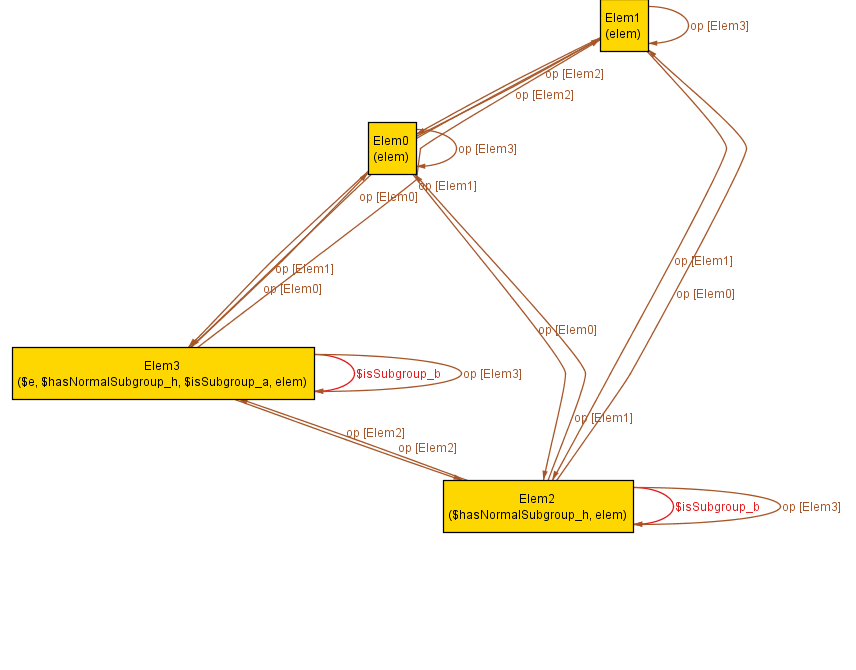 Elem1
(elem)
op [Elem3]
op [Elem2]
op [Elem2]
Elem0
(elem)
op [Elem3]
op [Elem1]
op [Elem0]
op [Elem1]
op [Elem0]
op [Elem1]
op [Elem0]
op [Elem0]
Elem3
($e, $hasNormalSubgroup_h, $isSubgroup_a, elem)
$isSubgroup_b
op [Elem3]
op [Elem1]
op [Elem2]
op [Elem2]
Elem2
($hasNormalSubgroup_h, elem)
$isSubgroup_b
op [Elem3]